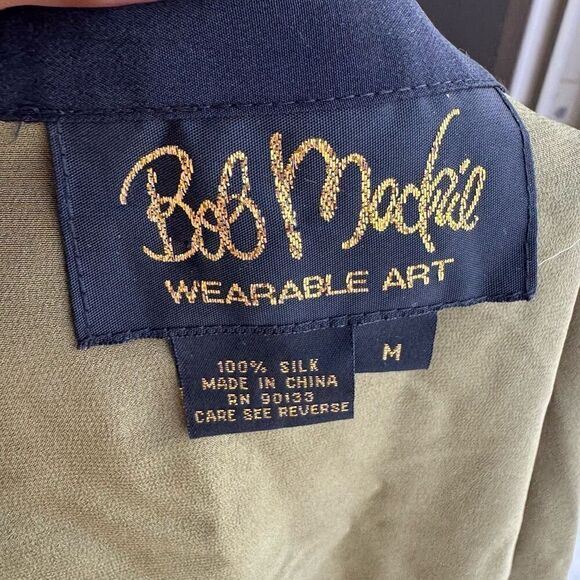 Bob Mackie
WEARABLE ART
M
100% SILK
MADE IN CHINA
RN 90133
CARE SEE REVERSE